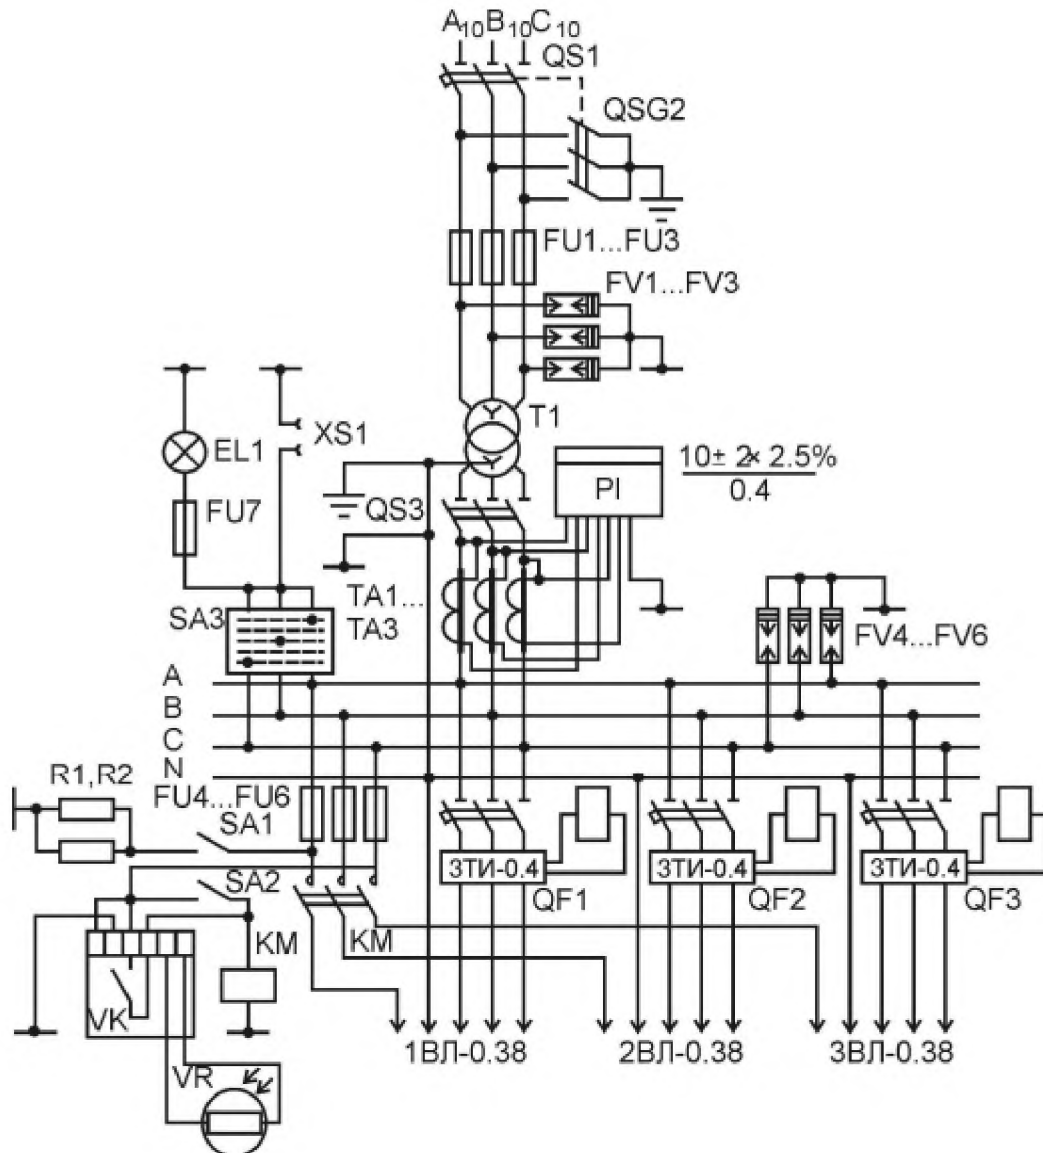 A₁₀ B₁₀ C₁₀
QS1
QSG2
FU1...FU3
FV1...FV3
T1
EL1
XS1
10± 2× 2.5%
0.4
PI
FU7
QS3
TA1...
TA3
SA3
FV4...FV6
A
B
C
N
R1,R2
FU4...FU6
SA1
ЗТИ-0.4
ЗТИ-0.4
ЗТИ-0.4
SA2
QF1
QF2
QF3
KM
KM
VK
1ВЛ-0.38
2ВЛ-0.38
3ВЛ-0.38
VR